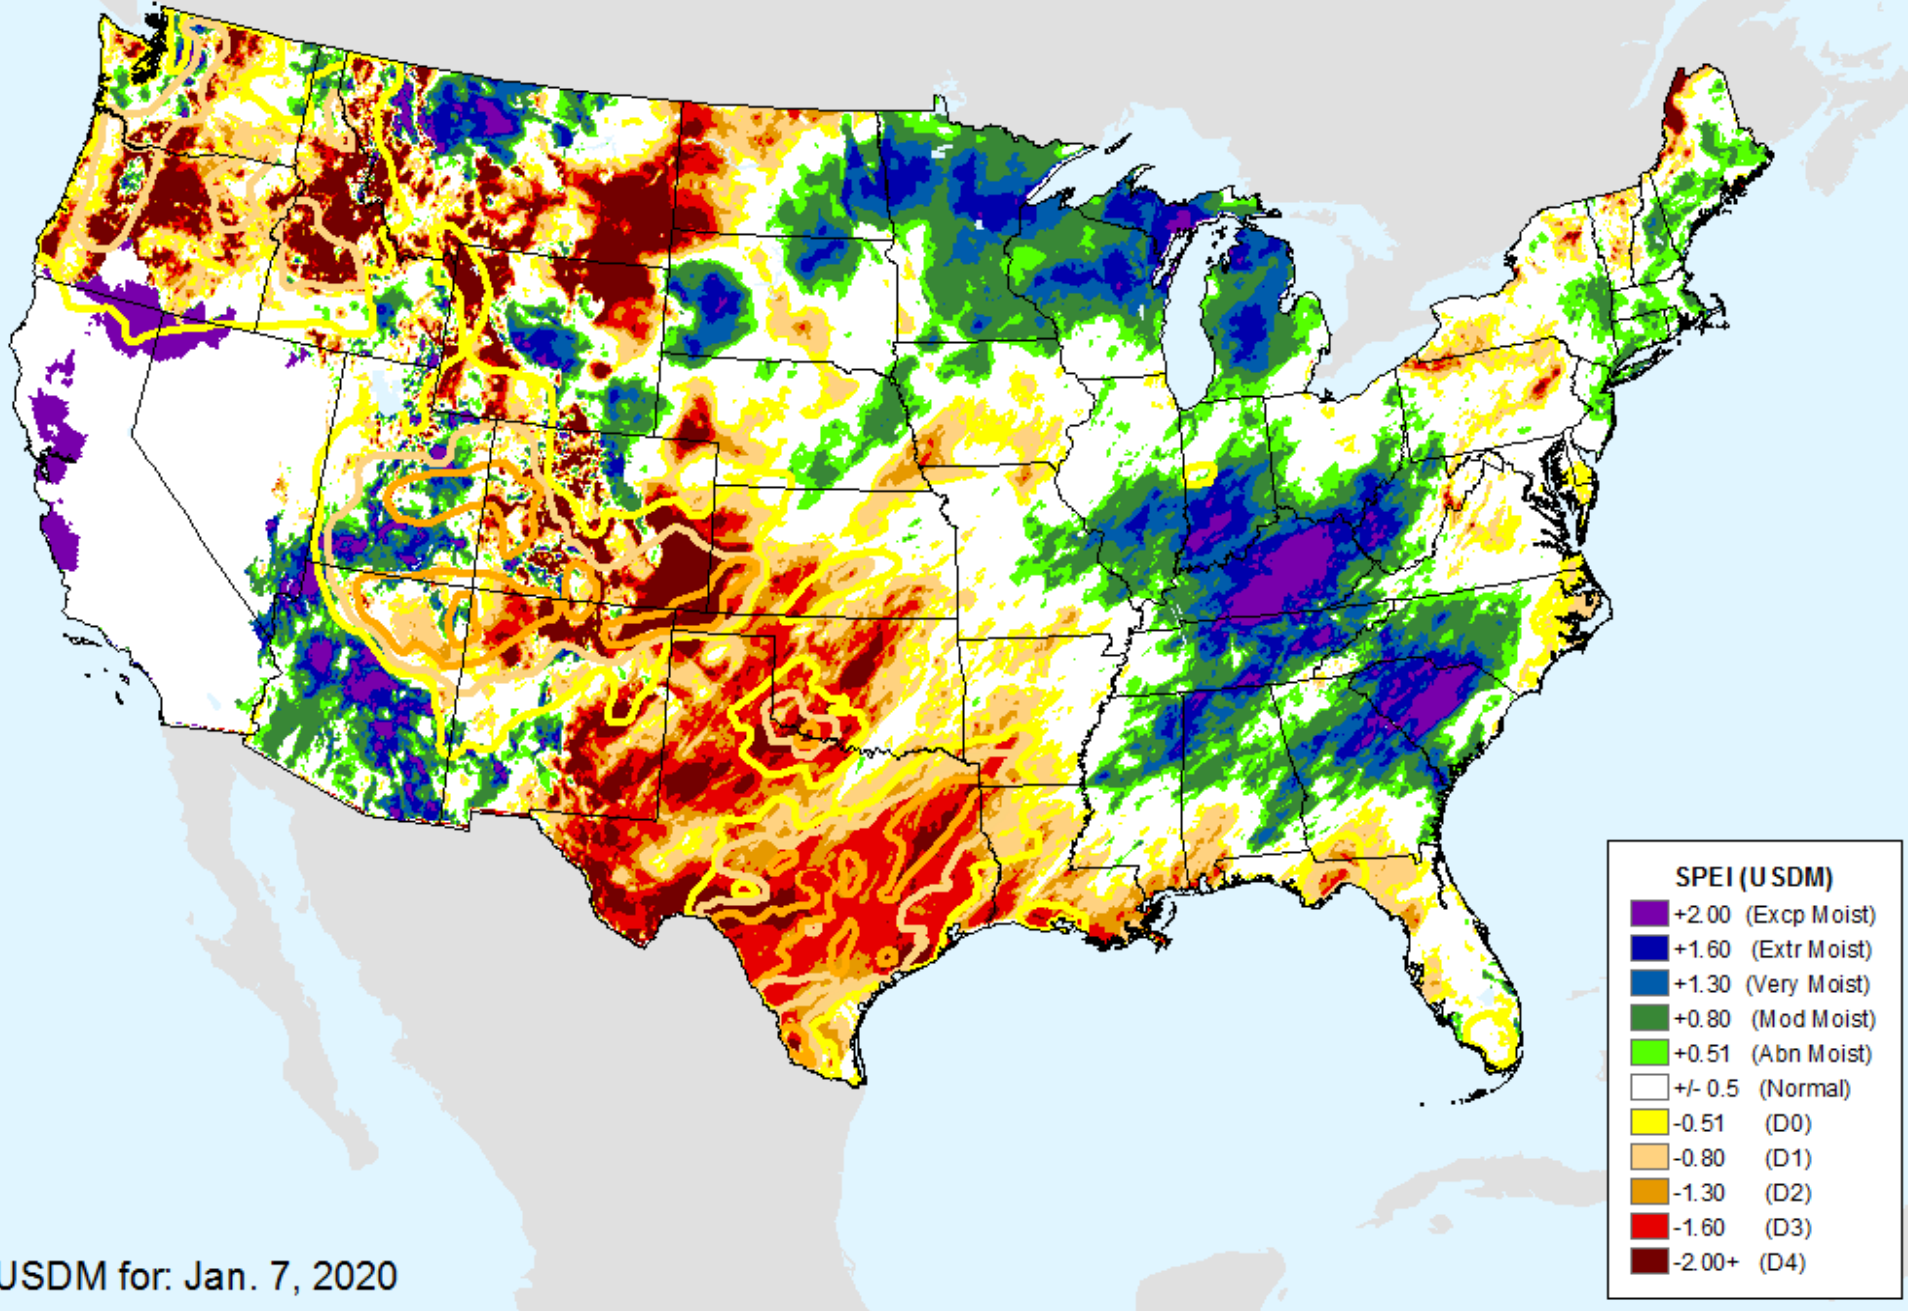 SPEI (USDM)
+2.00 (Excp Moist)
+1.60 (Extr Moist)
+1.30 (Very Moist)
+0.80 (Mod Moist)
+0.51 (Abn Moist)
+/- 0.5 (Normal)
-0.51 (D0)
-0.80 (D1)
-1.30 (D2)
-1.60 (D3)
-2.00+ (D4)
USDM for: Jan. 7, 2020